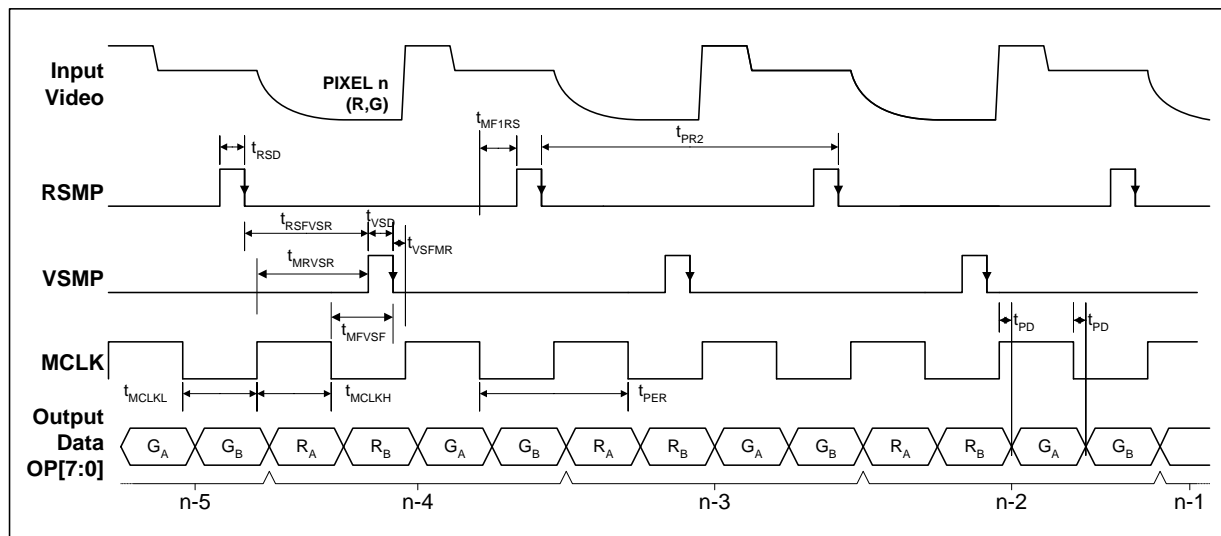 Input
Video
PIXEL n
(R,G)
tMF1RS
tPR2
tRSD
RSMP
tRSFVSR
tVSD
tVSFMR
tMRVSR
VSMP
tMFVSF
tPD
tPD
MCLK
tMCLKL
tMCLKH
tPER
Output
Data
OP[7:0]
GA GB RA RB GA GB RA RB GA GB RA RB GA GB
n-5 n-4 n-3 n-2 n-1